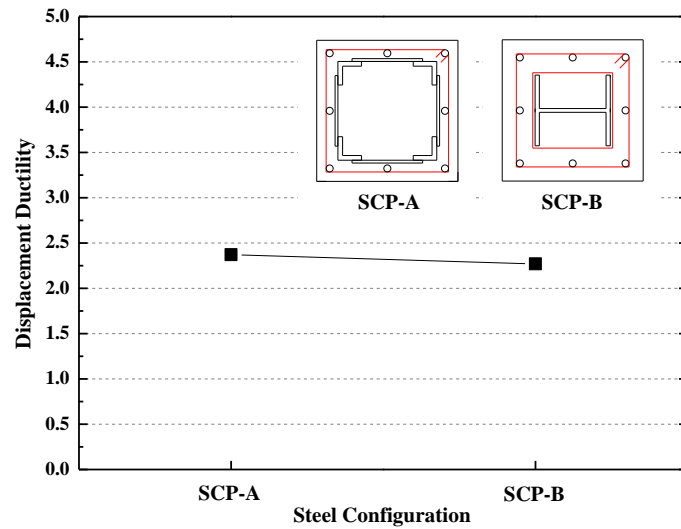 Displacement Ductility
5.0
4.5
4.0
3.5
3.0
2.5
2.0
1.5
1.0
0.5
0.0
SCP-A
SCP-B
SCP-A
SCP-B
Steel Configuration